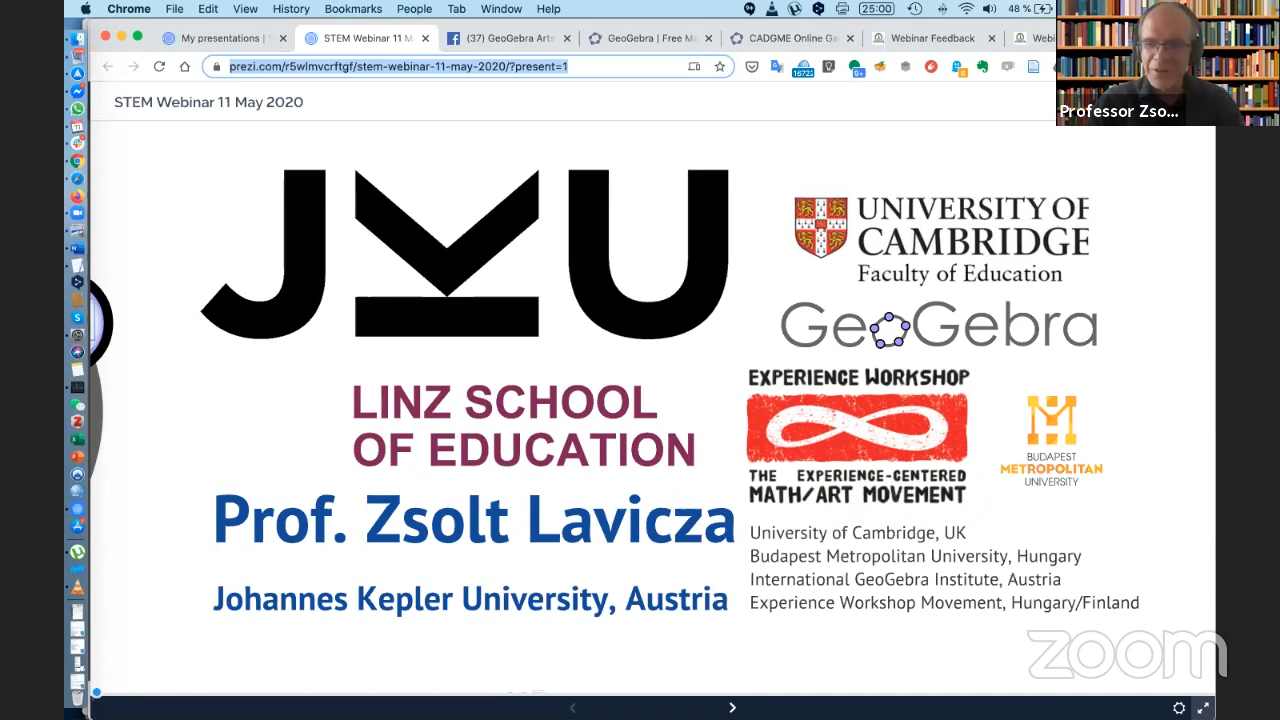 Chrome File Edit View History Bookmarks People Tab Window Help
25:00
48 %
My presentations |
STEM Webinar 11 M
(37) GeoGebra Arts
GeoGebra | Free Ma
CADGME Online Ga
Webinar Feedback
Webi
prezi.com/r5wlmvcrftgf/stem-webinar-11-may-2020/?present=1
16722
Professor Zso...
STEM Webinar 11 May 2020
JKU
UNIVERSITY OF
CAMBRIDGE
Faculty of Education
GeoGebra
LINZ SCHOOL
OF EDUCATION
EXPERIENCE WORKSHOP
THE EXPERIENCE-CENTERED
MATH/ART MOVEMENT
BUDAPEST
METROPOLITAN
UNIVERSITY
Prof. Zsolt Lavicza
Johannes Kepler University, Austria
University of Cambridge, UK
Budapest Metropolitan University, Hungary
International GeoGebra Institute, Austria
Experience Workshop Movement, Hungary/Finland
zoom